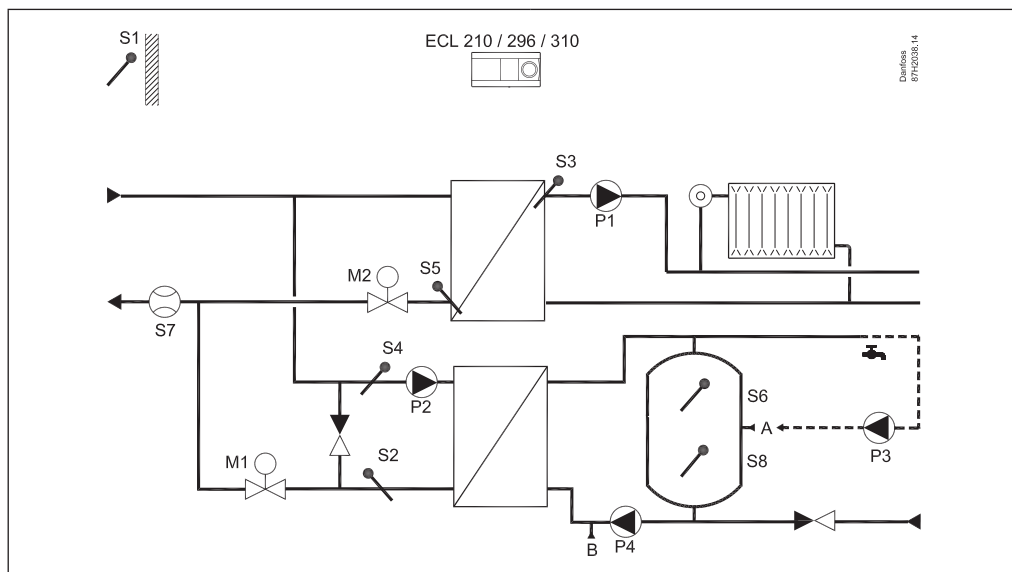 S1
ECL 210 / 296 / 310
Danfoss
87H2038.14
S3
P1
M2
S5
S7
S4
P2
S6
A
S8
P3
M1
S2
B
P4